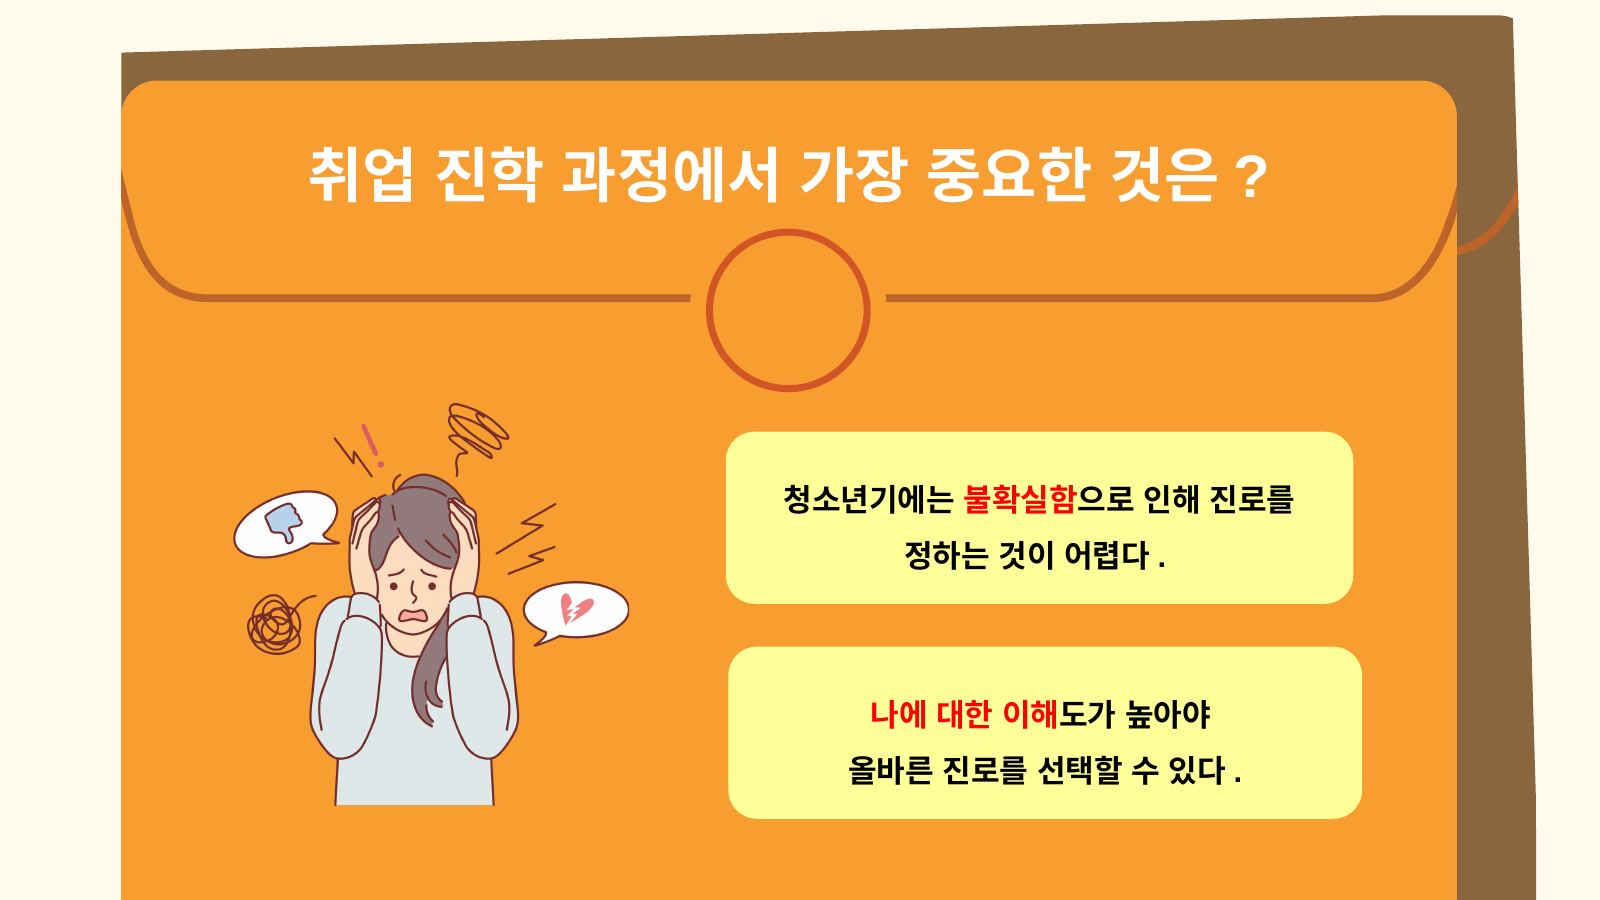 취업 진학 과정에서 가장 중요한 것은 ?
청소년기에는 불확실함으로 인해 진로를
정하는 것이 어렵다 .
나에 대한 이해도가 높아야
올바른 진로를 선택할 수 있다 .